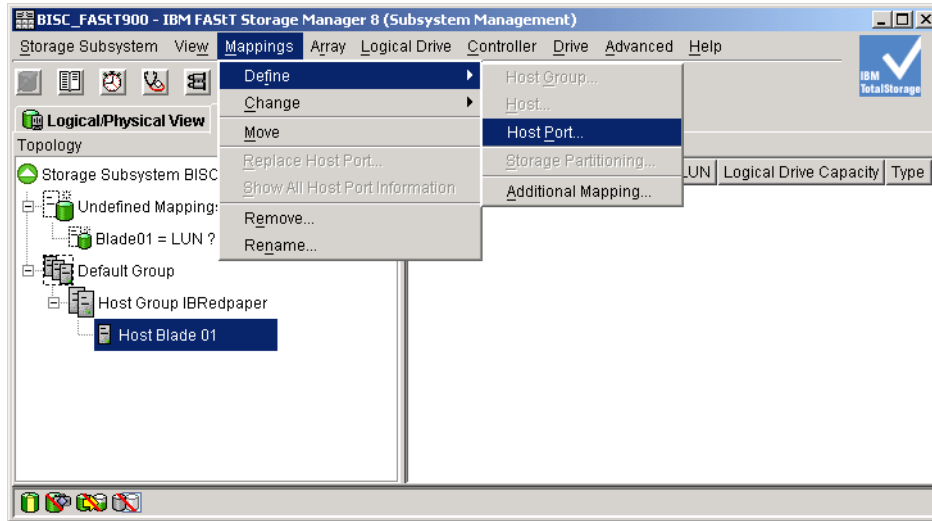 BISC_FAStT900 - IBM FAStT Storage Manager 8 (Subsystem Management)
Storage Subsystem View Mappings Array Logical Drive Controller Drive Advanced Help
IBM
TotalStorage
Logical/Physical View
Define
Change
Move
Replace Host Port...
Show All Host Port Information
Remove...
Rename...
Host Group...
Host...
Host Port...
Storage Partitioning...
Additional Mapping...
Topology
Storage Subsystem BISC
Undefined Mappings
Blade01 = LUN ?
Default Group
Host Group IBRedpaper
Host Blade 01
LUN Logical Drive Capacity Type